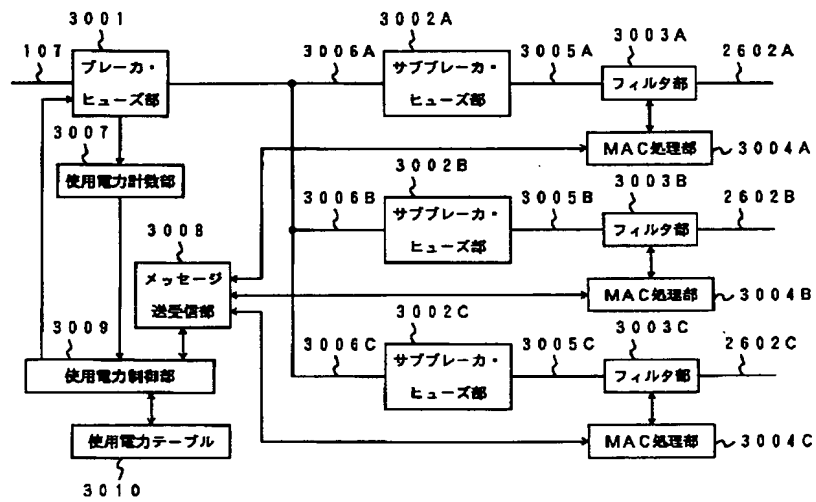 3001
107
ブレーカ・
ヒューズ部
3002A
3006A
サブブレーカ・
ヒューズ部
3005A
3003A
フィルタ部
2602A
MAC処理部
3004A
3007
使用電力計数部
3002B
3006B
サブブレーカ・
ヒューズ部
3005B
3003B
フィルタ部
2602B
MAC処理部
3004B
3008
メッセージ
送受信部
3002C
3006C
サブブレーカ・
ヒューズ部
3005C
3003C
フィルタ部
2602C
MAC処理部
3004C
3009
使用電力制御部
使用電力テーブル
3010